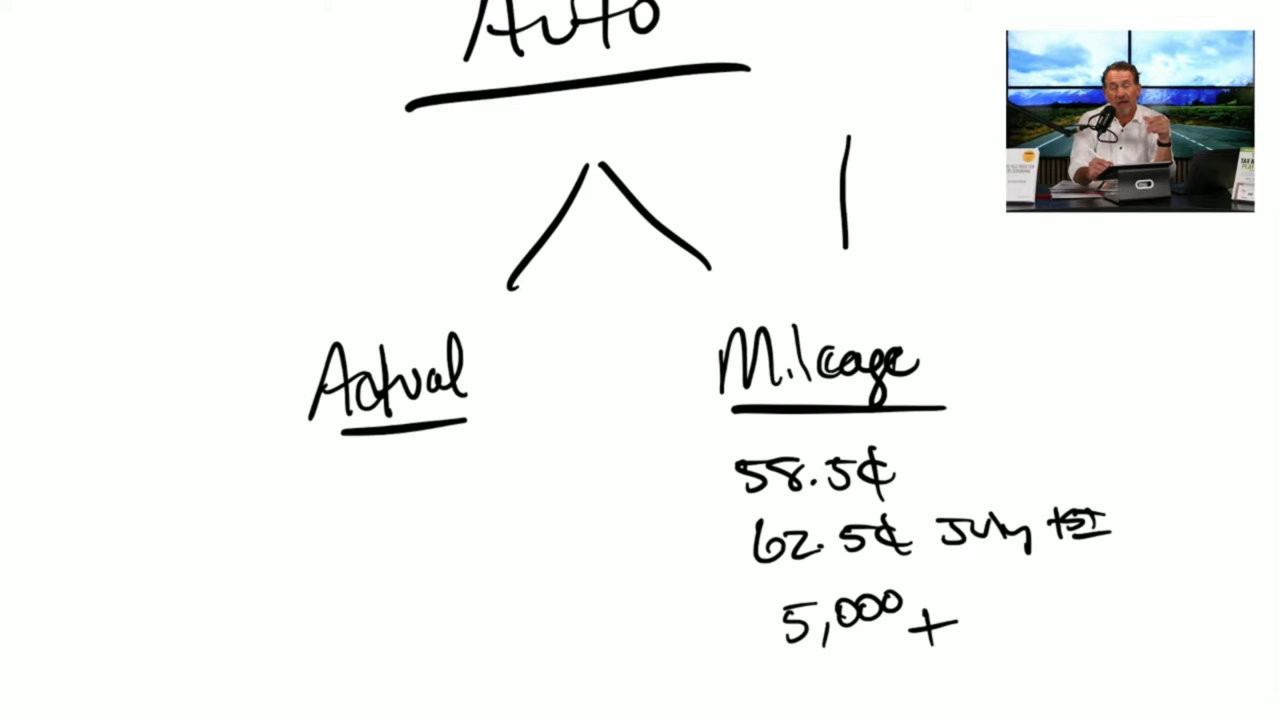 Auto
Actual
Mileage
58.5¢
62.5¢ July 1st
5,000 +